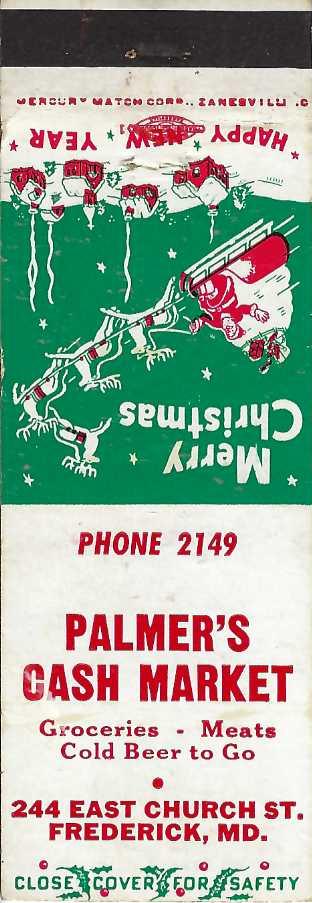 MERCURY MATCH CORP., ZANESVILLE, O.
HAPPY NEW YEAR
Merry
Christmas
PHONE 2149
PALMER'S
CASH MARKET
Groceries - Meats
Cold Beer to Go
244 EAST CHURCH ST.
FREDERICK, MD.
CLOSE COVER FOR SAFETY